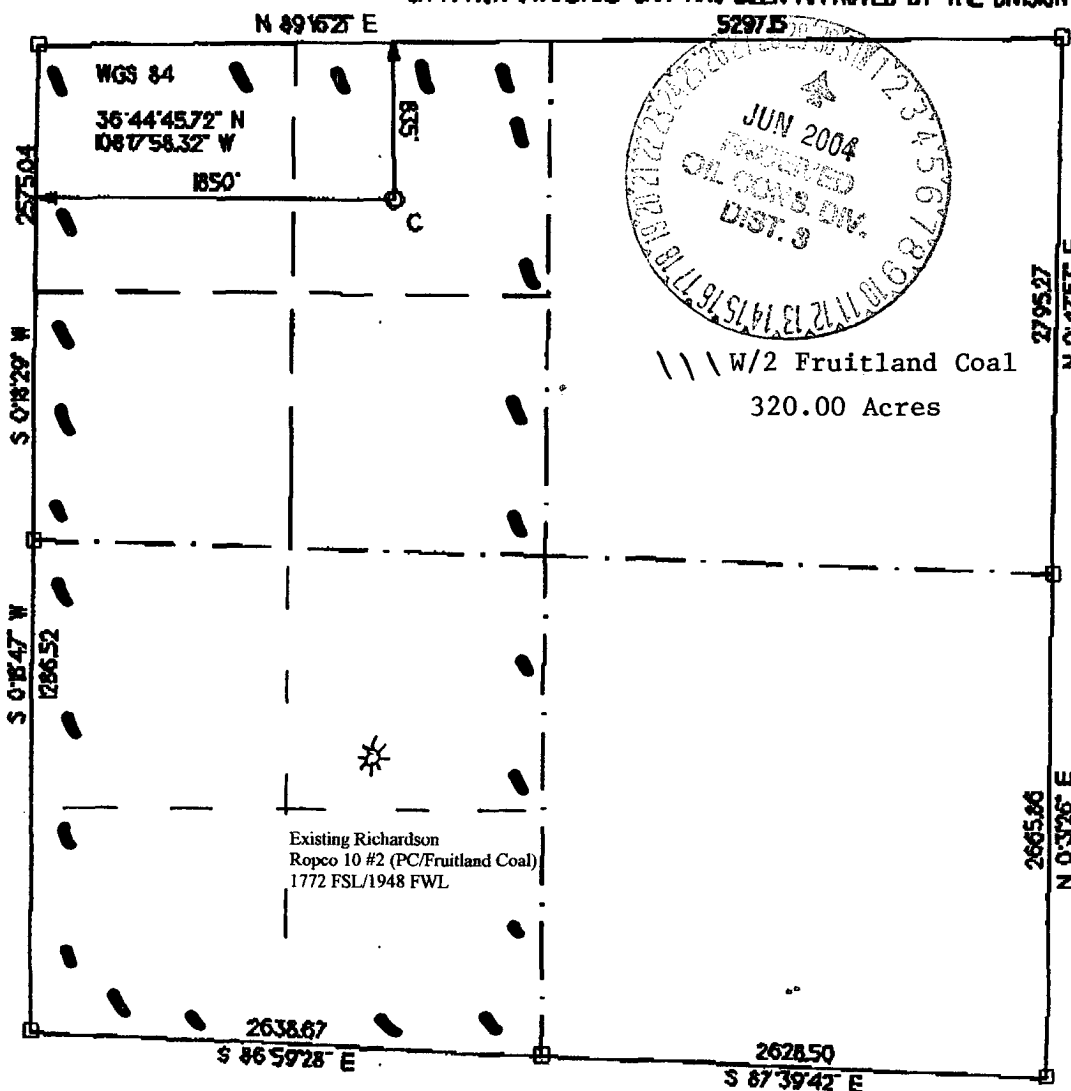 N 89°16'21" E
5297.15
WGS 84
36°44'45.72" N
108°17'58.32" W
835'
1850'
C
2575.04
S 0°18'29" W
JUN 2004
RECEIVED
OIL CONS. DIV.
DIST. 3
2795.27
\ \ \ W/2 Fruitland Coal
320.00 Acres
S 0°18'47" W
1286.52
Existing Richardson
Ropco 10 #2 (PC/Fruitland Coal)
1772 FSL/1948 FWL
2665.86
N 0°31'26" E
2638.67
S 86°59'28" E
2628.50
S 87°39'42" E